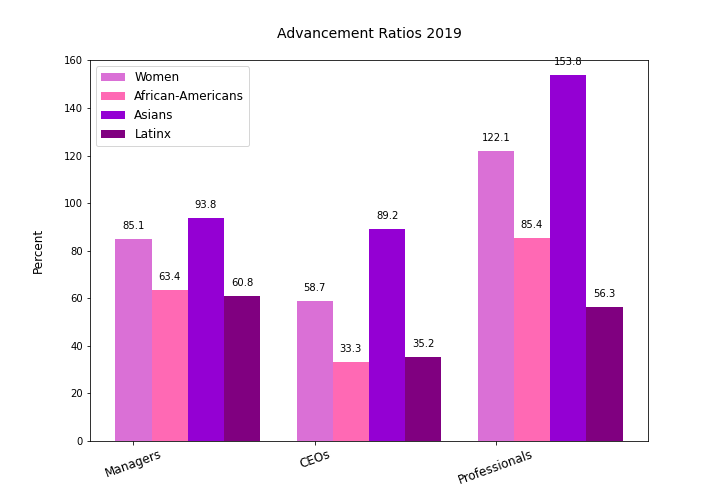 Advancement Ratios 2019
Percent
160
140
120
100
80
60
40
20
0
Women
African-Americans
Asians
Latinx
85.1
63.4
93.8
60.8
58.7
33.3
89.2
35.2
122.1
85.4
153.8
56.3
Managers
CEOs
Professionals